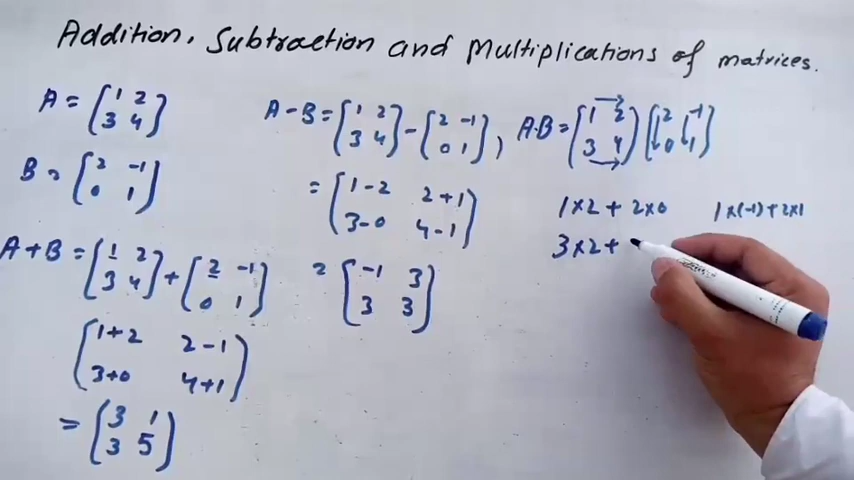 Addition, Subtraction and Multiplications of matrices.
A = (1 2
3 4)
B = (2 -1
0 1)
A+B = (1 2
3 4) + (2 -1
0 1)
(1+2 2-1
3+0 4+1)
= (3 1
3 5)
A-B = (1 2
3 4) - (2 -1
0 1),
= (1-2 2+1
3-0 4-1)
= (-1 3
3 3)
A·B = (1 2
3 4) (2 -1
0 1)
1×2 + 2×0 1×(-1) + 2×1
3×2 +